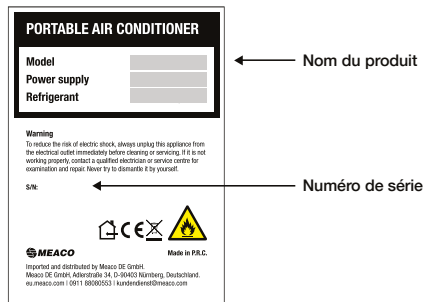 PORTABLE AIR CONDITIONER
Model
Power supply
Refrigerant
Nom du produit
Warning
To reduce the risk of electric shock, always unplug this appliance from
the electrical outlet immediately before cleaning or servicing. If it is not
working properly, contact a qualified electrician or service centre for
examination and repair. Never try to dismantle it by yourself.
S/N:
Numéro de série
CE
MEACO
Made in P.R.C.
Imported and distributed by Meaco DE GmbH.
Meaco DE GmbH, Adlerstraße 34, D-90403 Nürnberg, Deutschland.
eu.meaco.com | 0911 88080553 | kundendienst@meaco.com